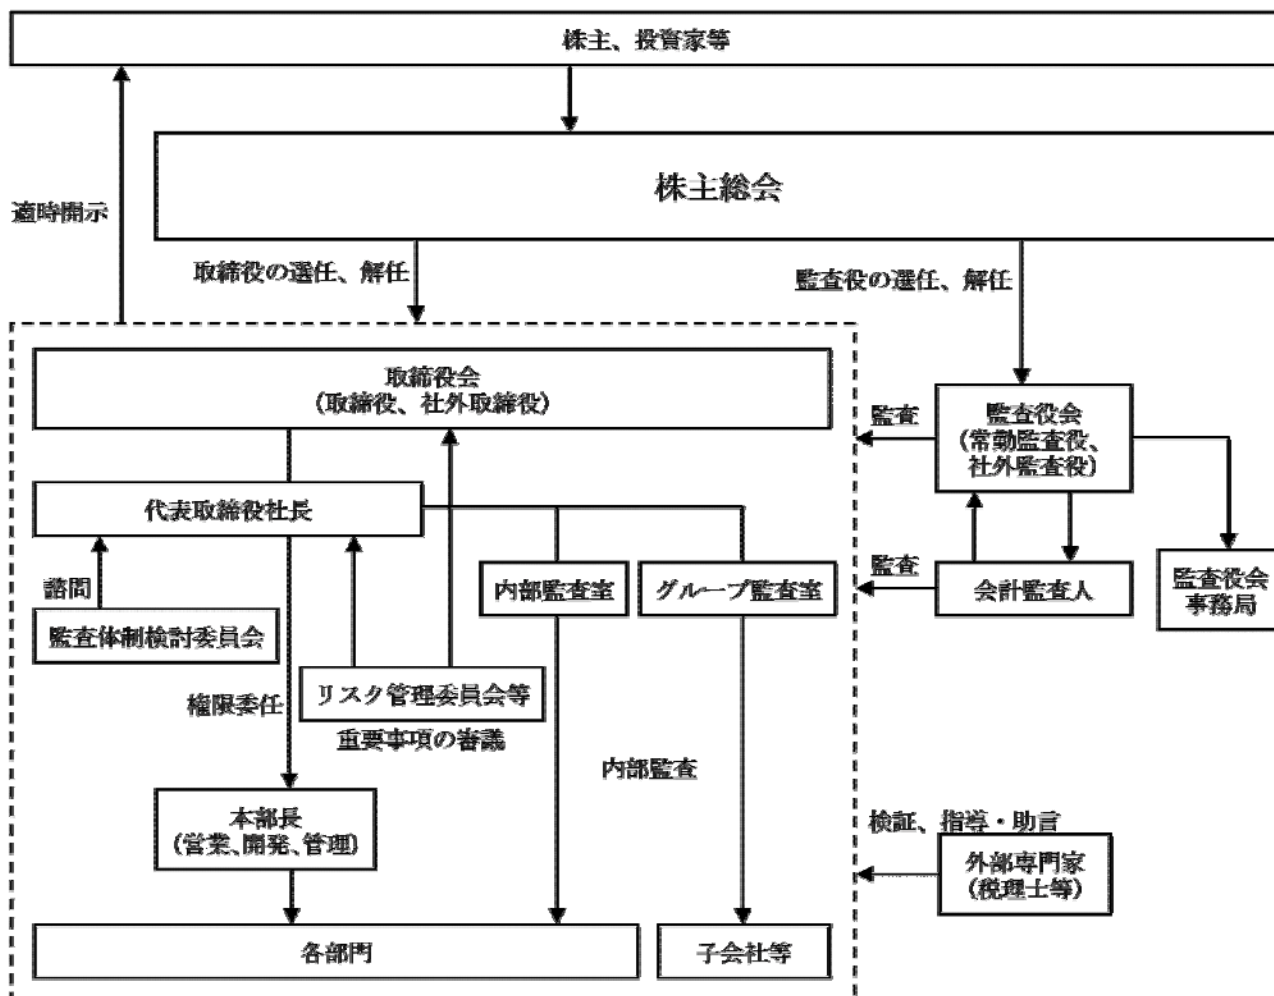 株主、投資家等
株主総会
適時開示
取締役の選任、解任
監査役の選任、解任
取締役会
（取締役、社外取締役）
監査
監査役会
（常勤監査役、
社外監査役）
代表取締役社長
諮問
監査体制検討委員会
内部監査室
グループ監査室
監査
会計監査人
監査役会
事務局
権限委任
リスク管理委員会等
重要事項の審議
内部監査
本部長
（営業、開発、管理）
検証、指導・助言
外部専門家
（税理士等）
各部門
子会社等